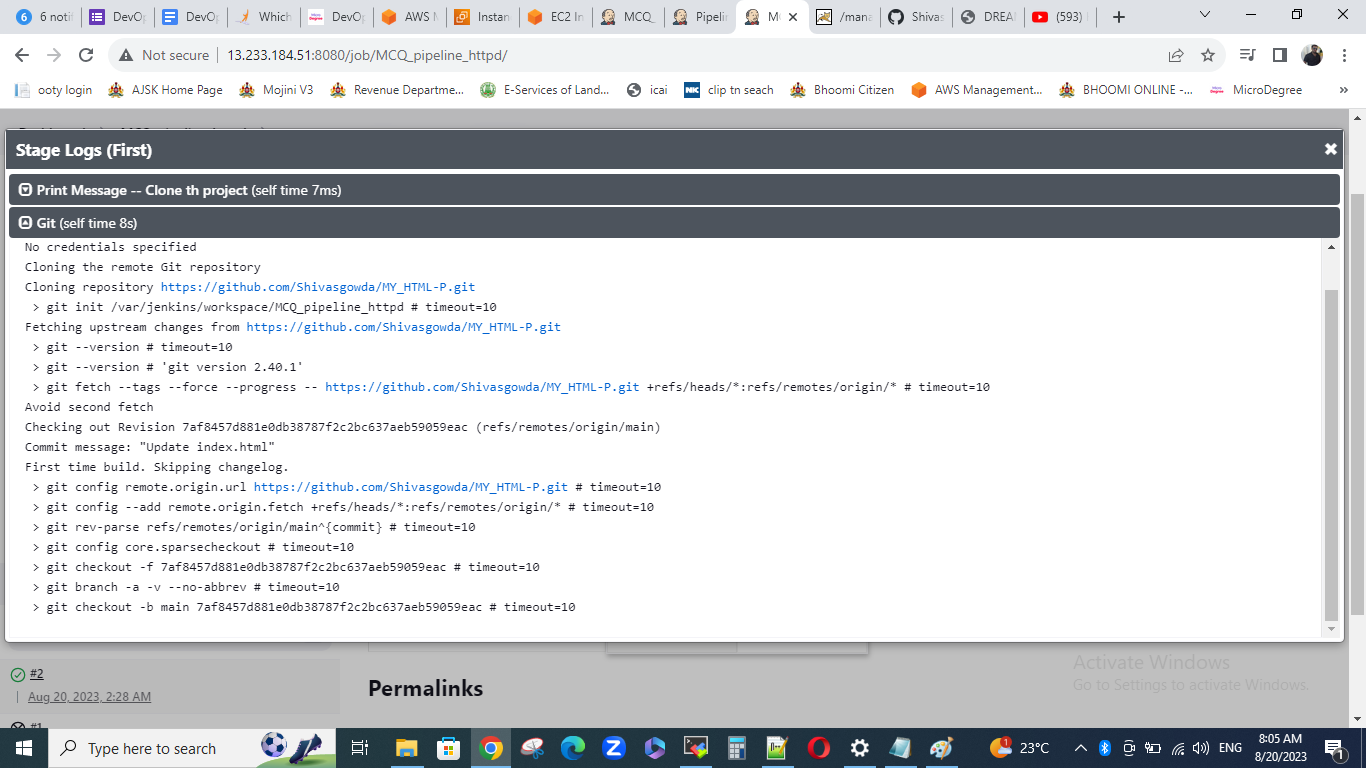 6 notif
DevOp
DevOp
Which
DevOp
AWS M
Instan
EC2 In
MCQ_
Pipelin
MC
/mana
Shivas
DREA
(593)
Not secure
13.233.184.51:8080/job/MCQ_pipeline_httpd/
ooty login
AJSK Home Page
Mojini V3
Revenue Departme...
E-Services of Land...
icai
NIC
clip tn seach
Bhoomi Citizen
AWS Management...
BHOOMI ONLINE -...
MicroDegree
Stage Logs (First)
Print Message -- Clone th project (self time 7ms)
Git (self time 8s)
No credentials specified
Cloning the remote Git repository
Cloning repository https://github.com/Shivasgowda/MY_HTML-P.git
> git init /var/jenkins/workspace/MCQ_pipeline_httpd # timeout=10
Fetching upstream changes from https://github.com/Shivasgowda/MY_HTML-P.git
> git --version # timeout=10
> git --version # 'git version 2.40.1'
> git fetch --tags --force --progress -- https://github.com/Shivasgowda/MY_HTML-P.git +refs/heads/*:refs/remotes/origin/* # timeout=10
Avoid second fetch
Checking out Revision 7af8457d881e0db38787f2c2bc637aeb59059eac (refs/remotes/origin/main)
Commit message: "Update index.html"
First time build. Skipping changelog.
> git config remote.origin.url https://github.com/Shivasgowda/MY_HTML-P.git # timeout=10
> git config --add remote.origin.fetch +refs/heads/*:refs/remotes/origin/* # timeout=10
> git rev-parse refs/remotes/origin/main^{commit} # timeout=10
> git config core.sparsecheckout # timeout=10
> git checkout -f 7af8457d881e0db38787f2c2bc637aeb59059eac # timeout=10
> git branch -a -v --no-abbrev # timeout=10
> git checkout -b main 7af8457d881e0db38787f2c2bc637aeb59059eac # timeout=10
#2
Aug 20, 2023, 2:28 AM
#1
Permalinks
Activate Windows
Go to Settings to activate Windows.
Type here to search
23°C
ENG
8:05 AM
8/20/2023